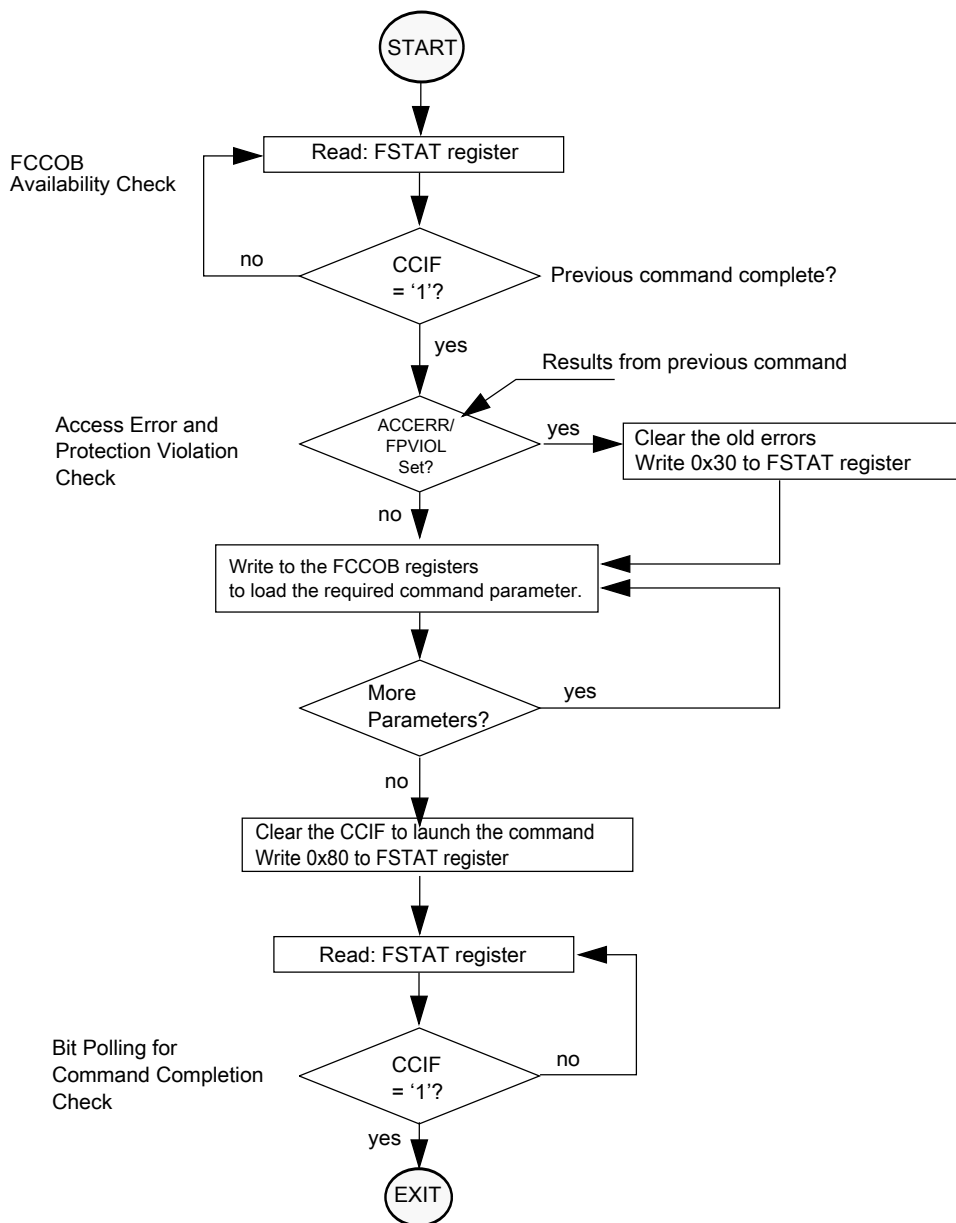 START
Read: FSTAT register
FCCOB
Availability Check
no
CCIF
= ‘1’?
Previous command complete?
yes
Results from previous command
Access Error and
Protection Violation
Check
ACCERR/
FPVIOL
Set?
yes
Clear the old errors
Write 0x30 to FSTAT register
no
Write to the FCCOB registers
to load the required command parameter.
More
Parameters?
yes
no
Clear the CCIF to launch the command
Write 0x80 to FSTAT register
Read: FSTAT register
Bit Polling for
Command Completion
Check
CCIF
= ‘1’?
no
yes
EXIT